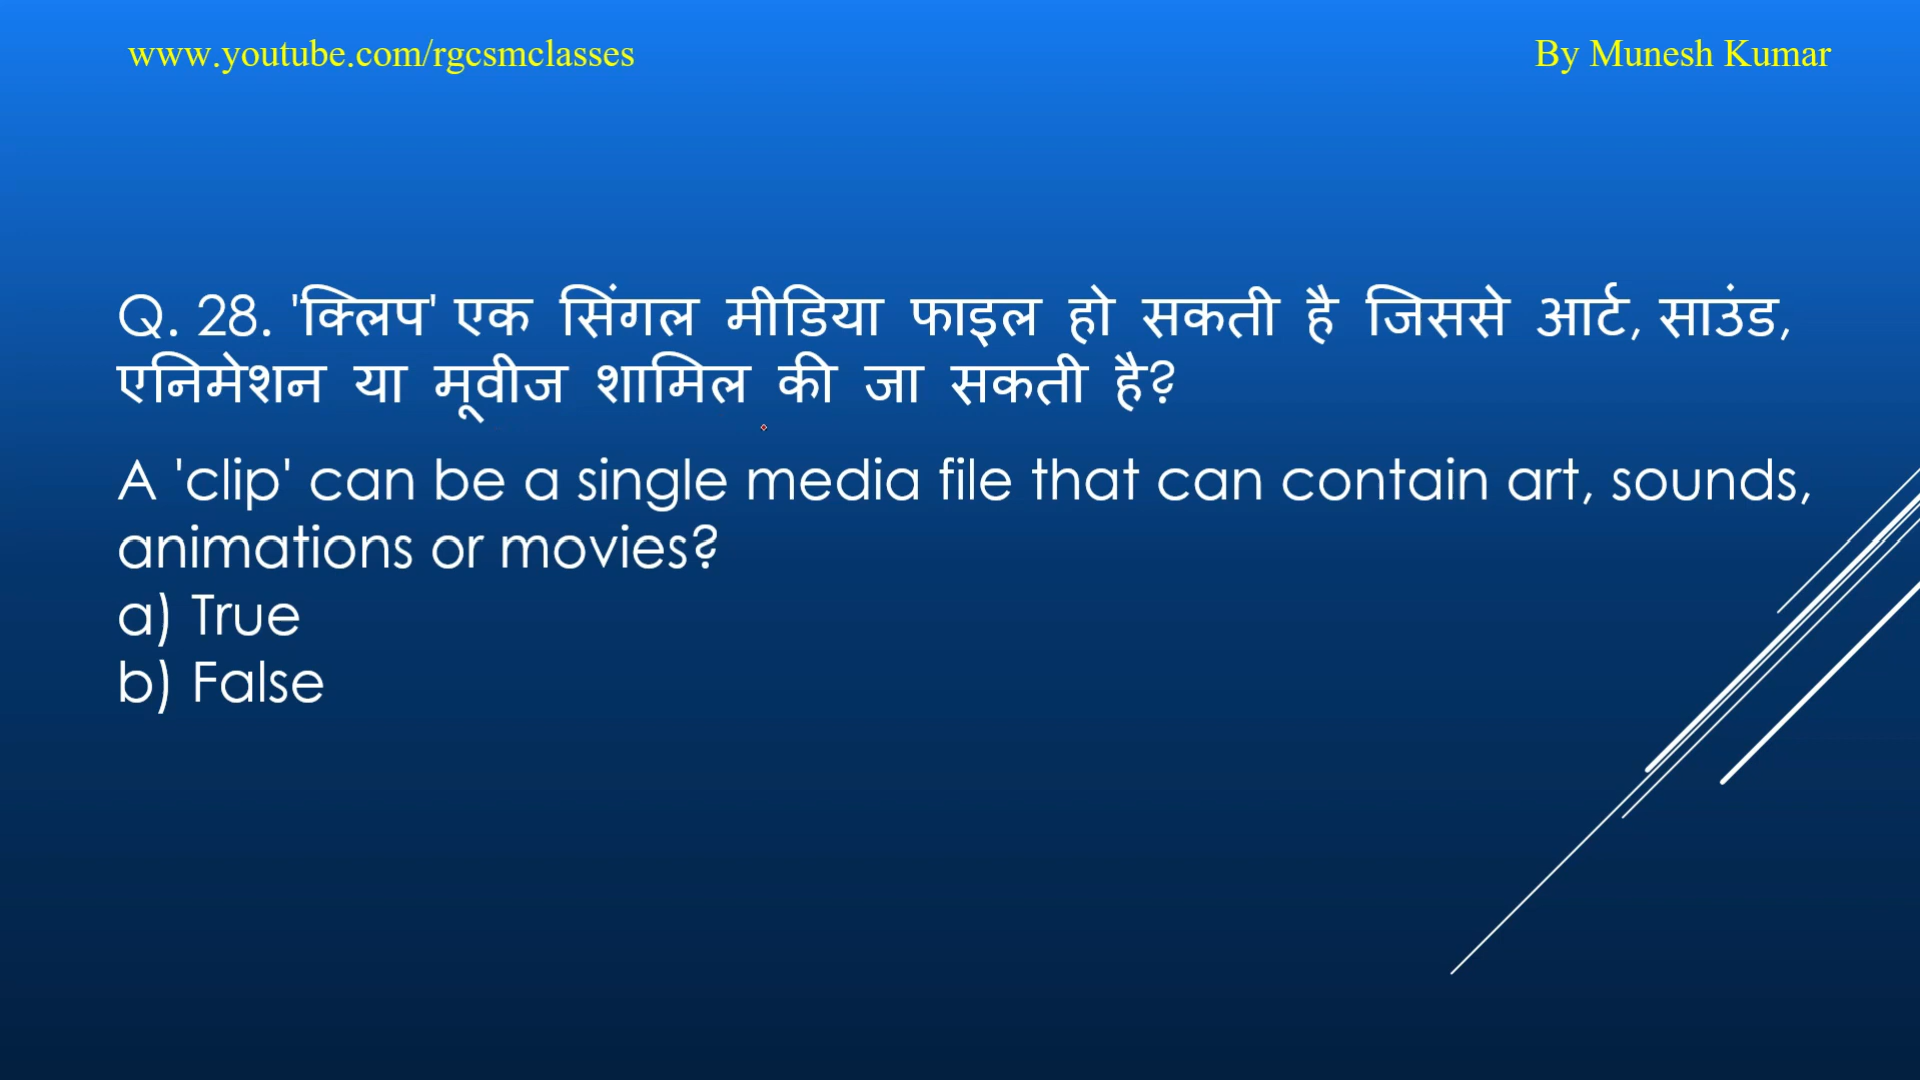 www.youtube.com/rgcsmclasses
By Munesh Kumar
Q. 28. 'क्लिप' एक सिंगल मीडिया फाइल हो सकती है जिससे आर्ट, साउंड,
एनिमेशन या मूवीज शामिल की जा सकती है?
A 'clip' can be a single media file that can contain art, sounds,
animations or movies?
a) True
b) False